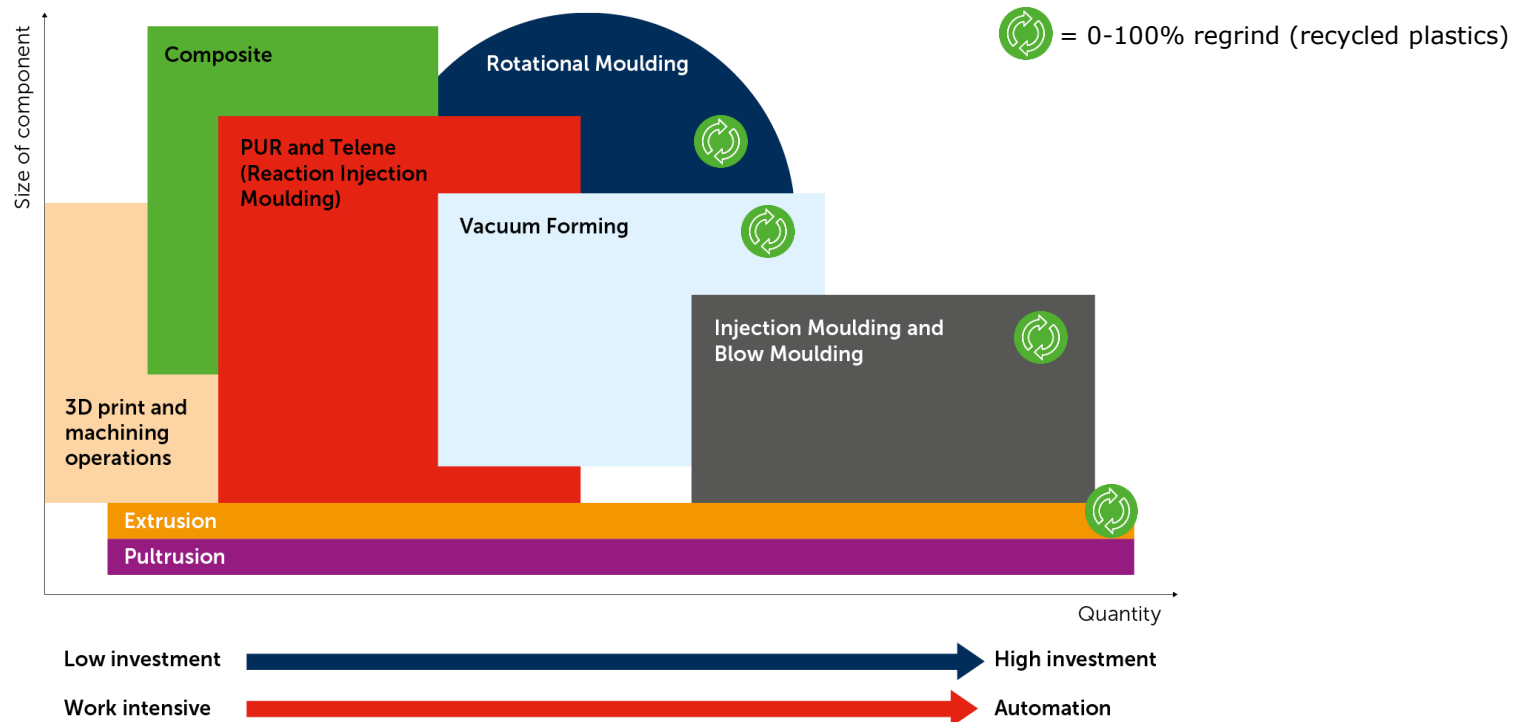 = 0-100% regrind (recycled plastics)
Size of component
Composite
Rotational Moulding
PUR and Telene
(Reaction Injection
Moulding)
Vacuum Forming
Injection Moulding and
Blow Moulding
3D print and
machining
operations
Extrusion
Pultrusion
Quantity
Low investment
High investment
Work intensive
Automation